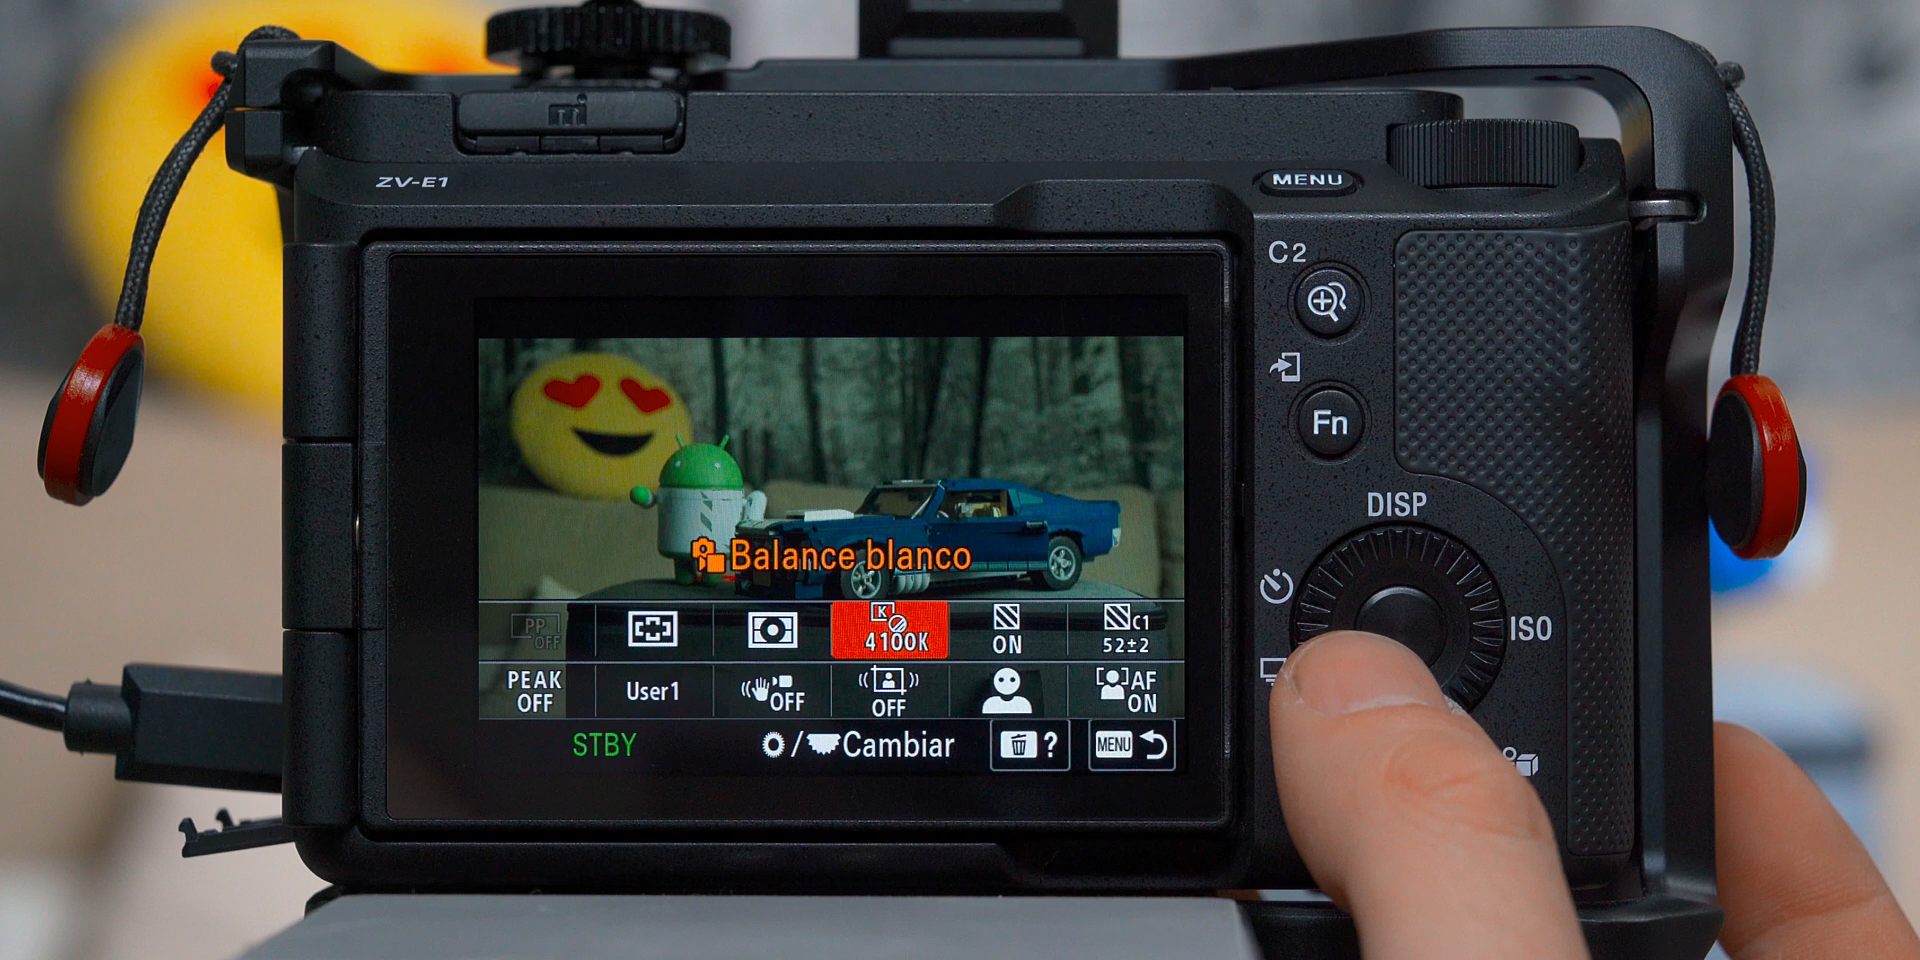 ZV-E1
MENU
C2
Fn
DISP
ISO
Balance blanco
PP OFF
K 4100K
ON
C1 52±2
PEAK OFF
User1
OFF
OFF
AF ON
STBY
/ Cambiar
?
MENU